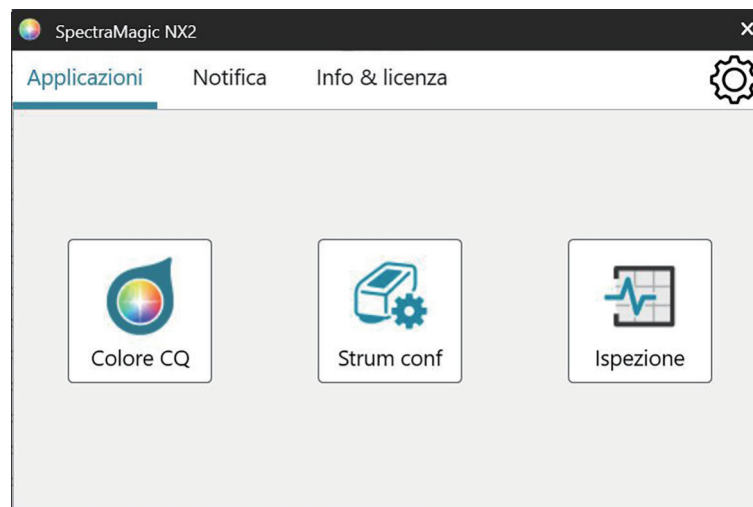 SpectraMagic NX2
Applicazioni Notifica Info & licenza
Colore CQ Strum conf Ispezione